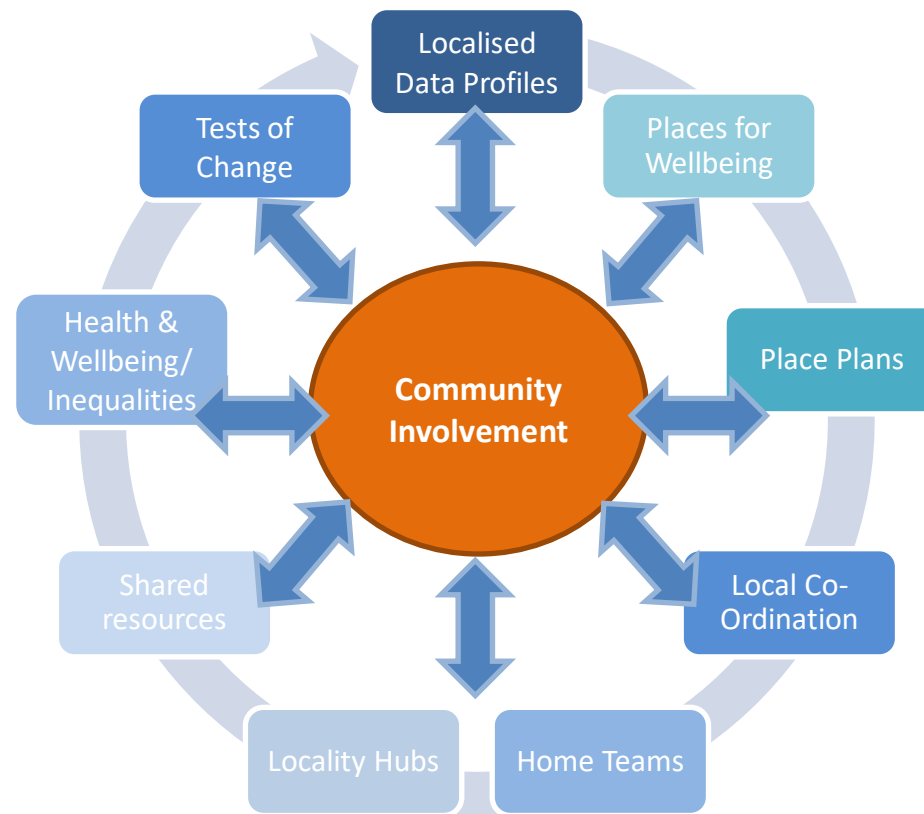 Localised
Data Profiles
Places for
Wellbeing
Place Plans
Local Co-
Ordination
Home Teams
Locality Hubs
Shared
resources
Health &
Wellbeing/
Inequalities
Tests of
Change
Community
Involvement